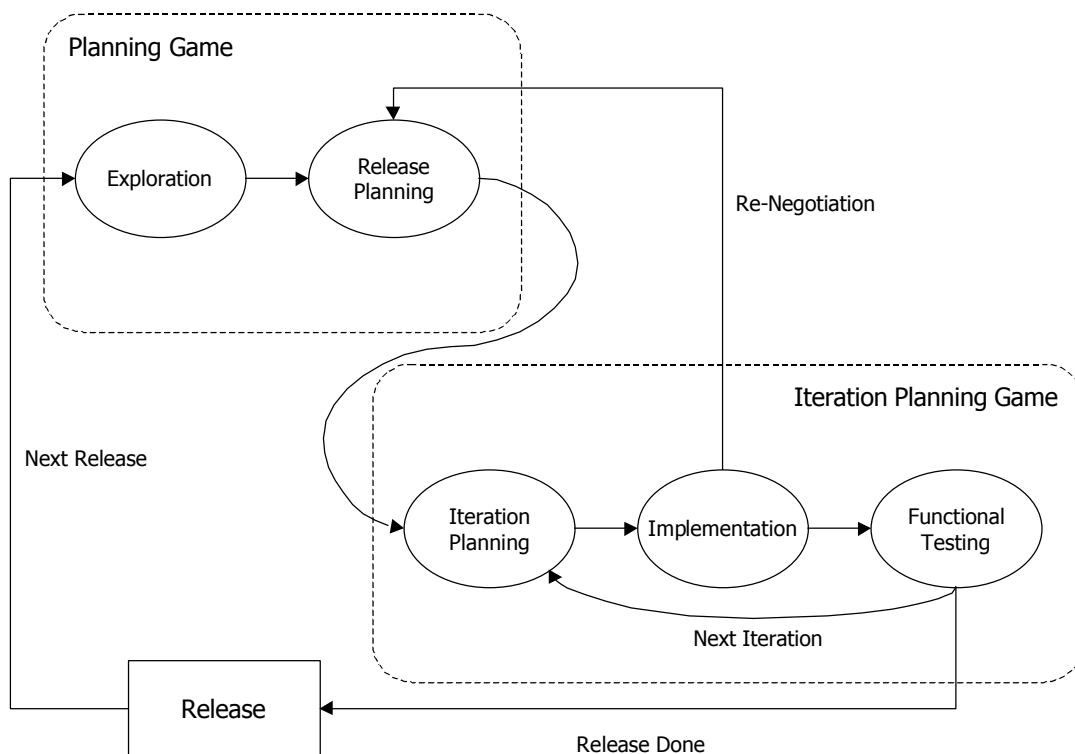 Planning Game
Exploration
Release
Planning
Re-Negotiation
Iteration Planning Game
Next Release
Iteration
Planning
Implementation
Functional
Testing
Next Iteration
Release
Release Done